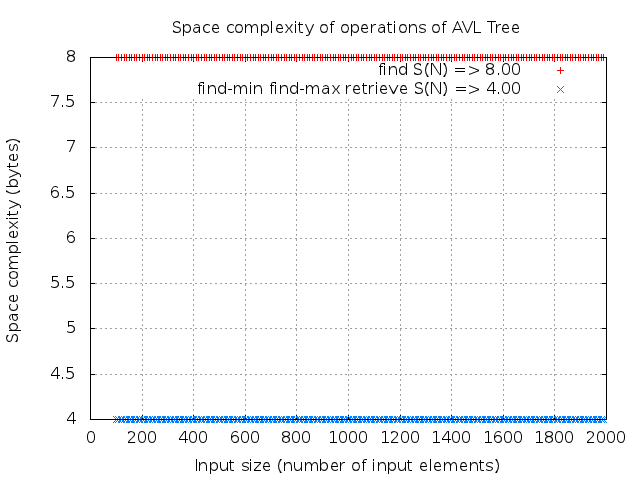 Space complexity of operations of AVL Tree
find S(N) => 8.00
find-min find-max retrieve S(N) => 4.00
Space complexity (bytes)
8
7.5
7
6.5
6
5.5
5
4.5
4
0 200 400 600 800 1000 1200 1400 1600 1800 2000
Input size (number of input elements)